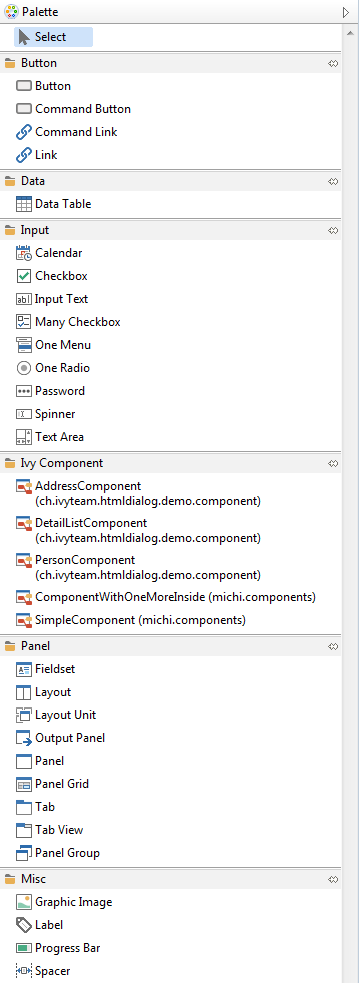 Palette
Select
Button
Button
Command Button
Command Link
Link
Data
Data Table
Input
Calendar
Checkbox
Input Text
Many Checkbox
One Menu
One Radio
Password
Spinner
Text Area
Ivy Component
AddressComponent
(ch.ivyteam.htmldialog.demo.component)
DetailListComponent
(ch.ivyteam.htmldialog.demo.component)
PersonComponent
(ch.ivyteam.htmldialog.demo.component)
ComponentWithOneMoreInside (michi.components)
SimpleComponent (michi.components)
Panel
Fieldset
Layout
Layout Unit
Output Panel
Panel
Panel Grid
Tab
Tab View
Panel Group
Misc
Graphic Image
Label
Progress Bar
Spacer